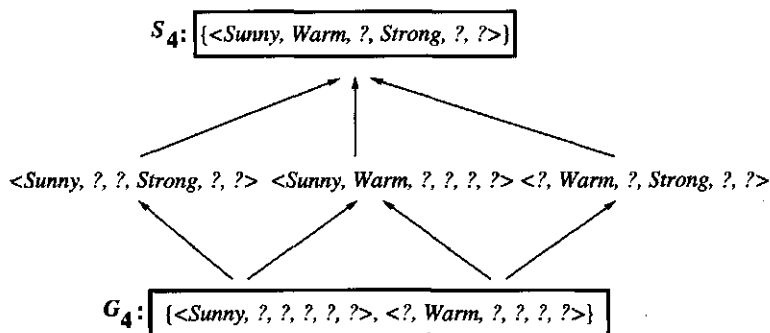 S4: {<Sunny, Warm, ?, Strong, ?, ?>}
<Sunny, ?, ?, Strong, ?, ?> <Sunny, Warm, ?, ?, ?, ?> <?, Warm, ?, Strong, ?, ?>
G4: {<Sunny, ?, ?, ?, ?, ?>, <?, Warm, ?, ?, ?, ?>}